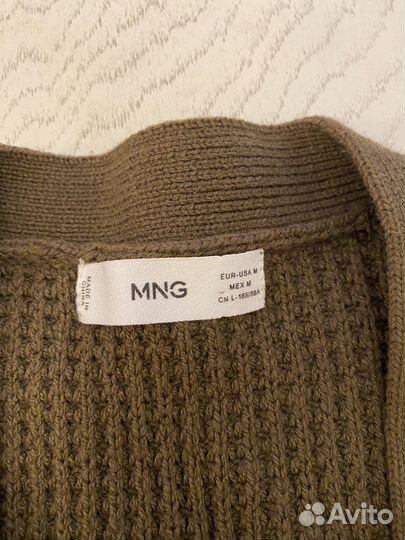 MADE IN
CHINA
MNG
EUR-USA M
MEX M
CN L-165/88A
Avito